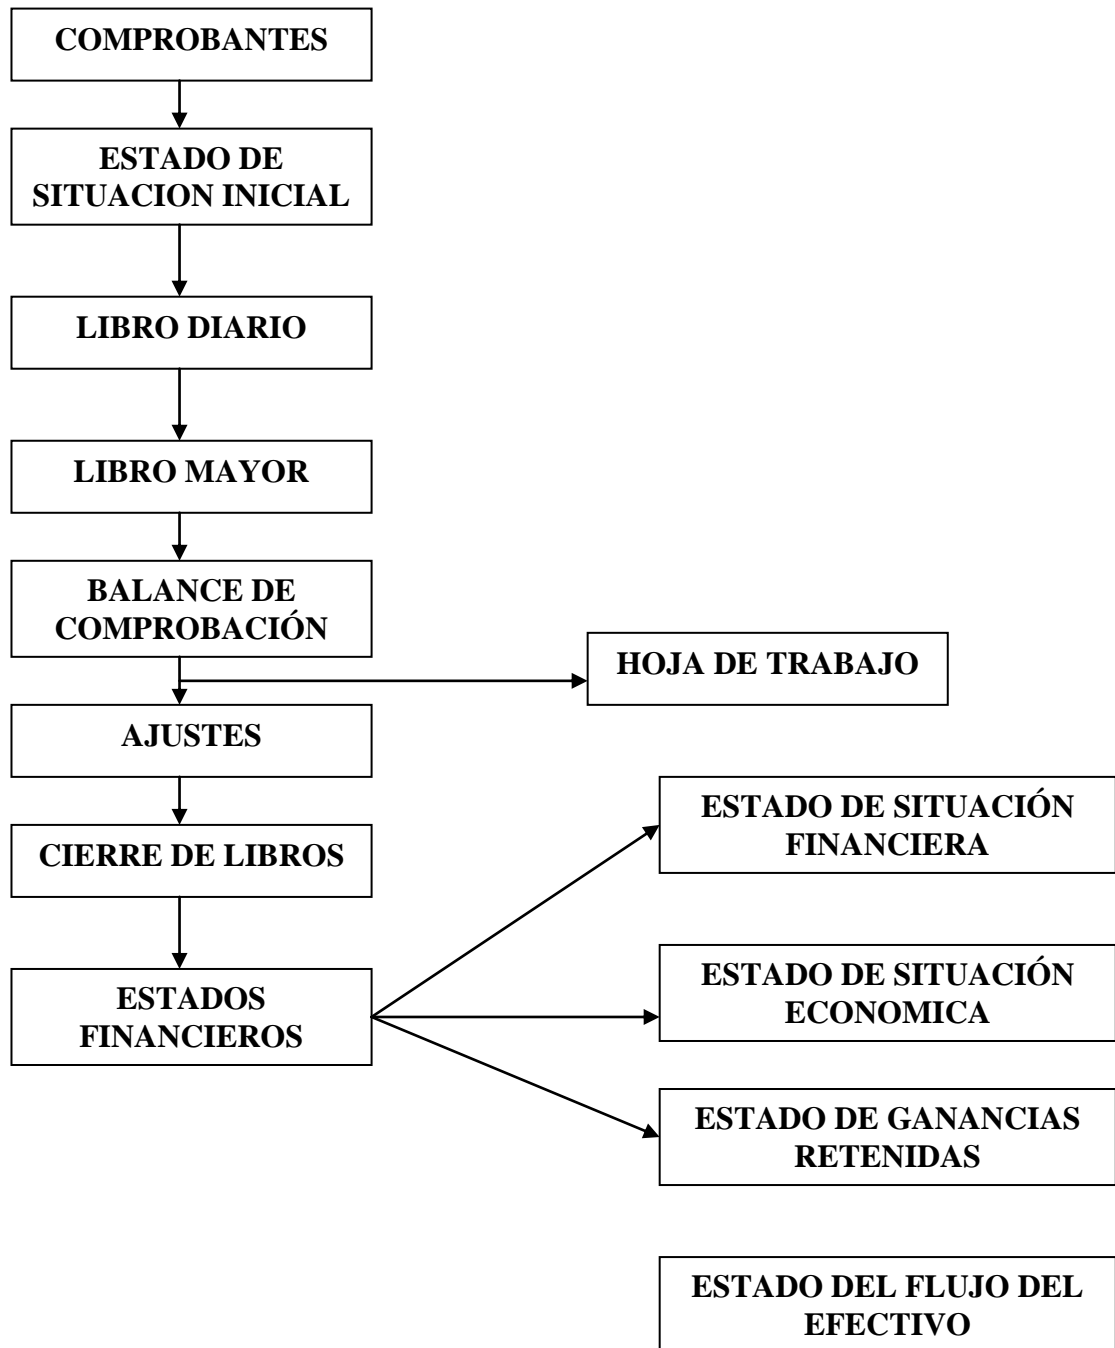 COMPROBANTES
ESTADO DE
SITUACION INICIAL
LIBRO DIARIO
LIBRO MAYOR
BALANCE DE
COMPROBACIÓN
HOJA DE TRABAJO
AJUSTES
CIERRE DE LIBROS
ESTADO DE SITUACIÓN
FINANCIERA
ESTADOS
FINANCIEROS
ESTADO DE SITUACIÓN
ECONOMICA
ESTADO DE GANANCIAS
RETENIDAS
ESTADO DEL FLUJO DEL
EFECTIVO